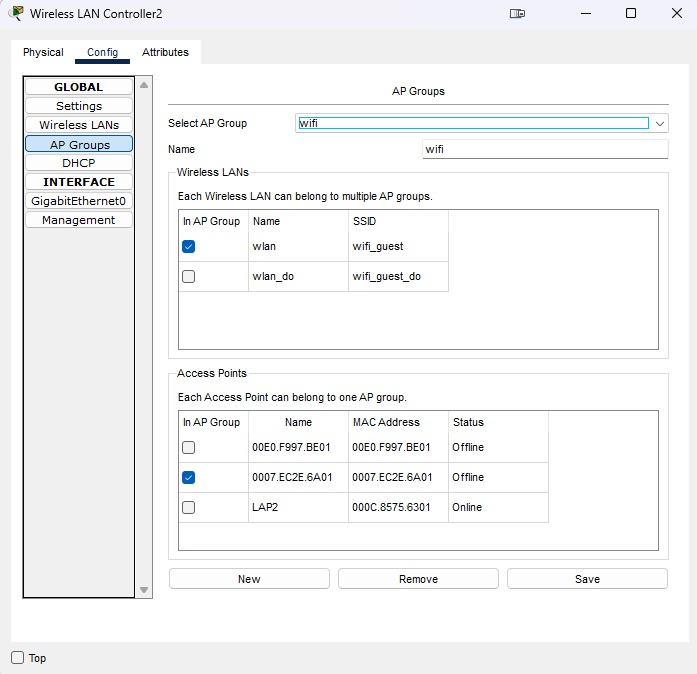 Wireless LAN Controller2
Physical Config Attributes
GLOBAL
Settings
Wireless LANs
AP Groups
DHCP
INTERFACE
GigabitEthernet0
Management
AP Groups
Select AP Group wifi
Name wifi
Wireless LANs
Each Wireless LAN can belong to multiple AP groups.
In AP Group Name SSID
wlan wifi_guest
wlan_do wifi_guest_do
Access Points
Each Access Point can belong to one AP group.
In AP Group Name MAC Address Status
00E0.F997.BE01 00E0.F997.BE01 Offline
0007.EC2E.6A01 0007.EC2E.6A01 Offline
LAP2 000C.8575.6301 Online
New Remove Save
Top